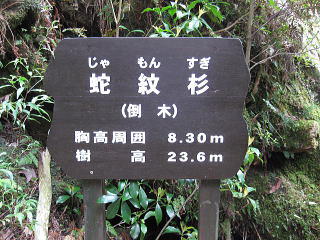 じゃ もん すぎ
蛇紋杉
(倒木)
胸高周囲 8.30m
樹高 23.6m